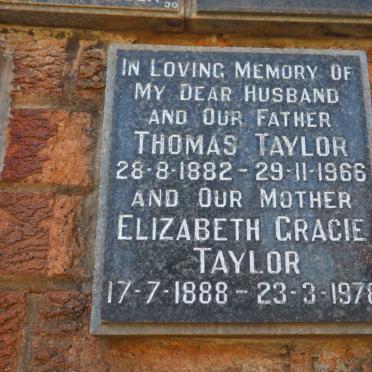 In Loving Memory Of
My Dear Husband
and Our Father
Thomas Taylor
28-8-1882 - 29-11-1966
and Our Mother
Elizabeth Gracie
Taylor
17-7-1888 - 23-3-1978